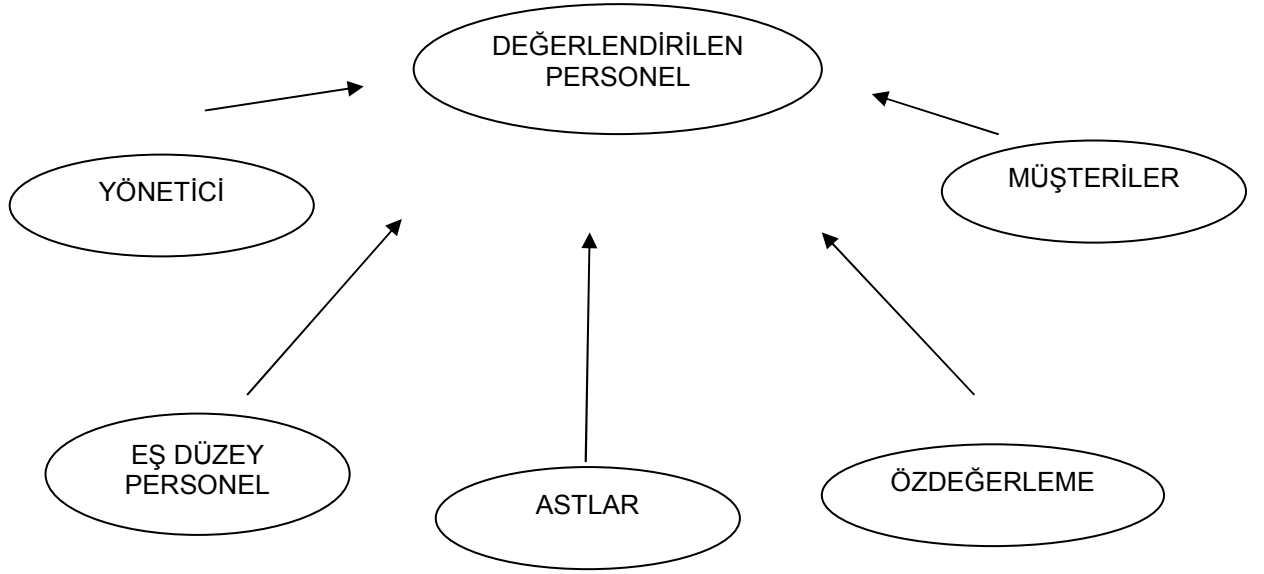 DEĞERLENDİRİLEN
PERSONEL
YÖNETİCİ
MÜŞTERİLER
EŞ DÜZEY
PERSONEL
ASTLAR
ÖZDEĞERLEME